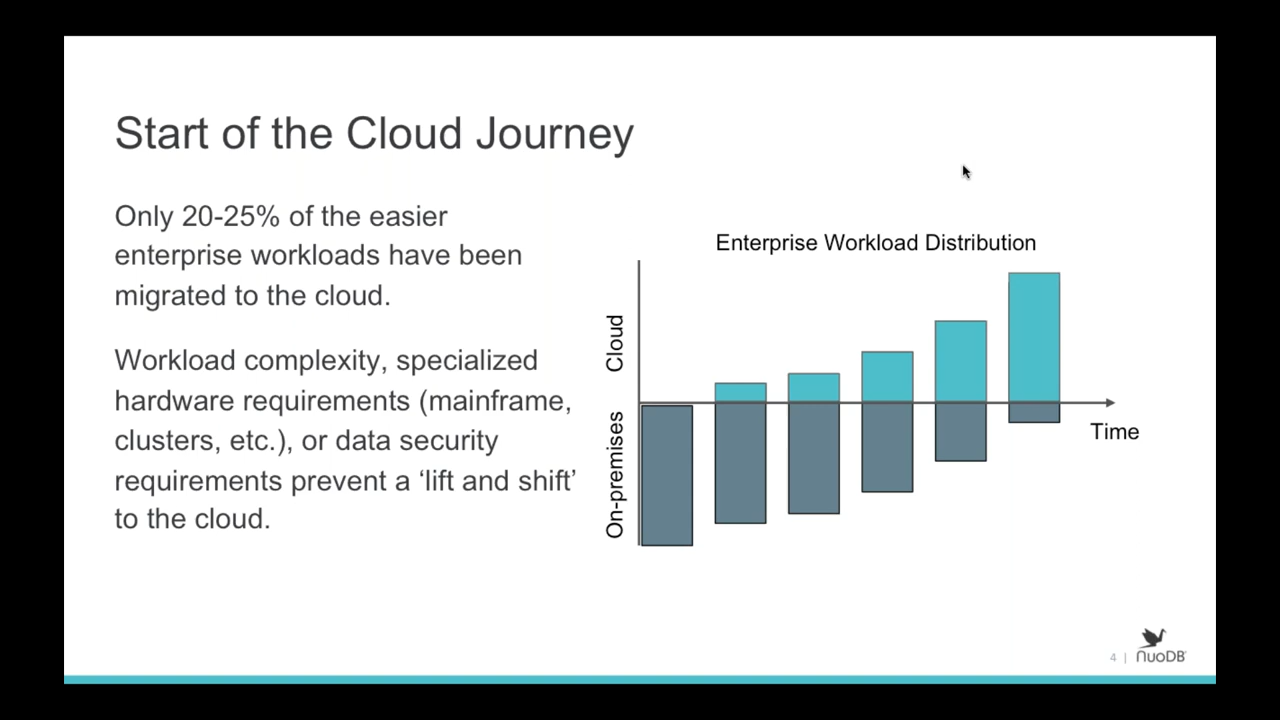 Start of the Cloud Journey
Only 20-25% of the easier
enterprise workloads have been
migrated to the cloud.
Workload complexity, specialized
hardware requirements (mainframe,
clusters, etc.), or data security
requirements prevent a ‘lift and shift’
to the cloud.
Enterprise Workload Distribution
Cloud
On-premises
Time
4 |
NuoDB